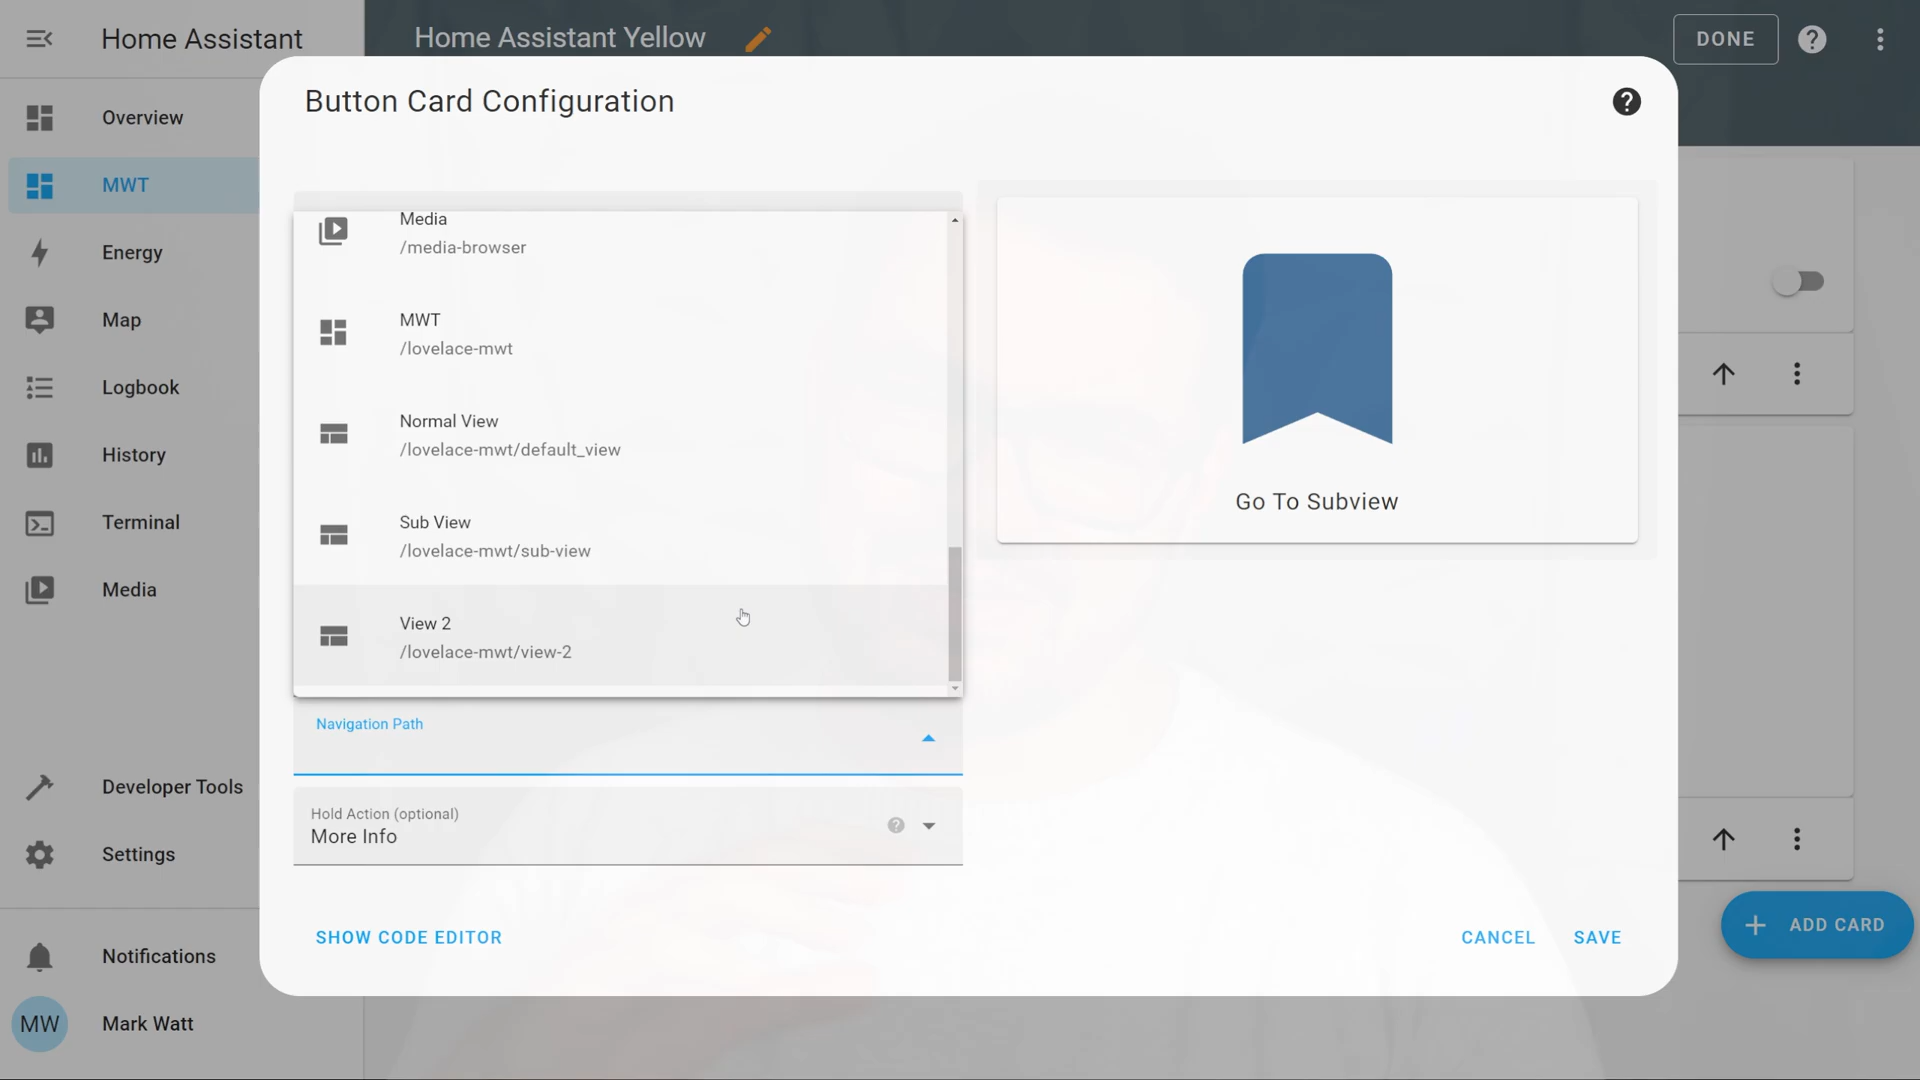 Home Assistant
Home Assistant Yellow
DONE
Overview
MWT
Energy
Map
Logbook
History
Terminal
Media
Developer Tools
Settings
Notifications
MW
Mark Watt
Button Card Configuration
Media
/media-browser
MWT
/lovelace-mwt
Normal View
/lovelace-mwt/default_view
Sub View
/lovelace-mwt/sub-view
View 2
/lovelace-mwt/view-2
Navigation Path
Hold Action (optional)
More Info
Go To Subview
SHOW CODE EDITOR
CANCEL
SAVE
ADD CARD